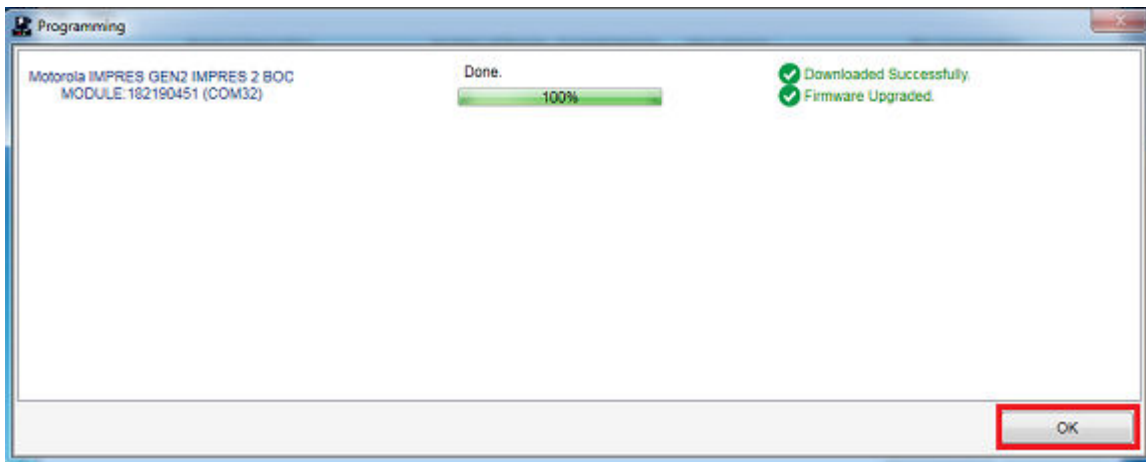 Programming
Motorola IMPRES GEN2 IMPRES 2 BOC
MODULE:182190451 (COM32)
Done.
100%
Downloaded Successfully.
Firmware Upgraded.
OK